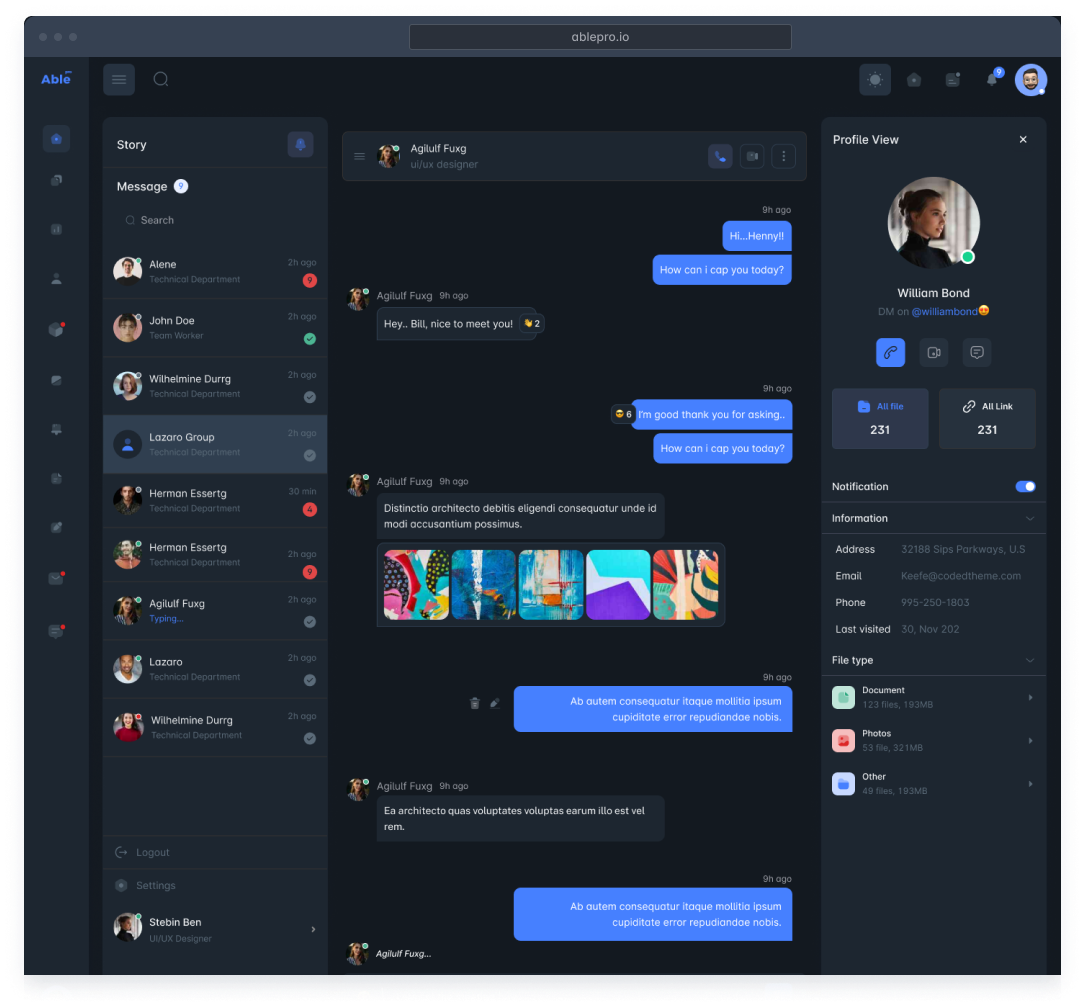 ablepro.io
Able
9
Story
Message 9
Search
Alene
2h ago
Technical Department
9
John Doe
2h ago
Team Worker
Wilhelmine Durrg
2h ago
Technical Department
Lazaro Group
2h ago
Technical Department
Herman Essertg
30 min
Technical Department
4
Herman Essertg
2h ago
Technical Department
9
Agilulf Fuxg
2h ago
Typing...
Lazaro
2h ago
Technical Department
Wilhelmine Durrg
2h ago
Technical Department
Logout
Settings
Stebin Ben
UI/UX Designer
Agilulf Fuxg
ui/ux designer
9h ago
Hi...Henny!!
How can i cap you today?
Agilulf Fuxg 9h ago
Hey.. Bill, nice to meet you!
👋 2
9h ago
😎 6
I'm good thank you for asking..
How can i cap you today?
Agilulf Fuxg 9h ago
Distinctio architecto debitis eligendi consequatur unde id
modi accusantium possimus.
9h ago
Ab autem consequatur itaque mollitia ipsum
cupiditate error repudiandae nobis.
Agilulf Fuxg 9h ago
Ea architecto quas voluptates voluptas earum illo est vel
rem.
9h ago
Ab autem consequatur itaque mollitia ipsum
cupiditate error repudiandae nobis.
Agilulf Fuxg...
Profile View
William Bond
DM on @williambond😍
All file
231
All Link
231
Notification
Information
Address 32188 Sips Parkways, U.S
Email Keefe@codedtheme.com
Phone 995-250-1803
Last visited 30, Nov 202
File type
Document
123 files, 193MB
Photos
53 file, 321MB
Other
49 files, 193MB